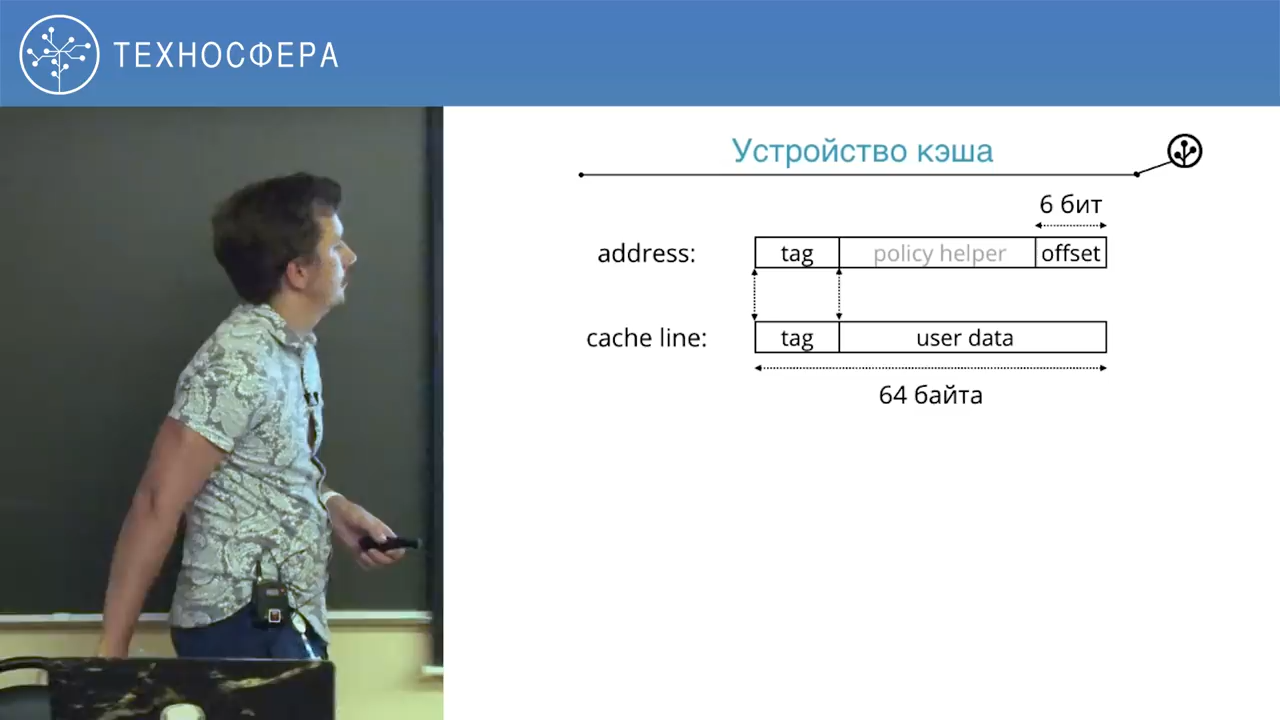 ТЕХНОСФЕРА
Устройство кэша
6 бит
address: tag policy helper offset
cache line: tag user data
64 байта